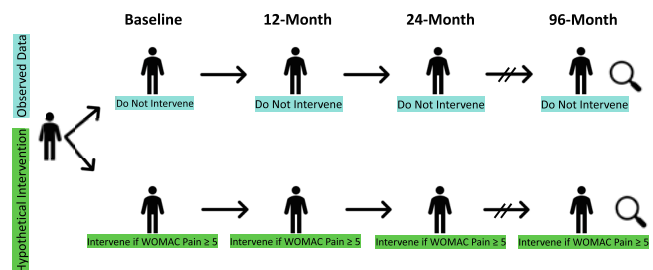 Baseline 12-Month 24-Month 96-Month
Observed Data
Do Not Intervene Do Not Intervene Do Not Intervene Do Not Intervene
Hypothetical Intervention
Intervene if WOMAC Pain ≥ 5 Intervene if WOMAC Pain ≥ 5 Intervene if WOMAC Pain ≥ 5 Intervene if WOMAC Pain ≥ 5